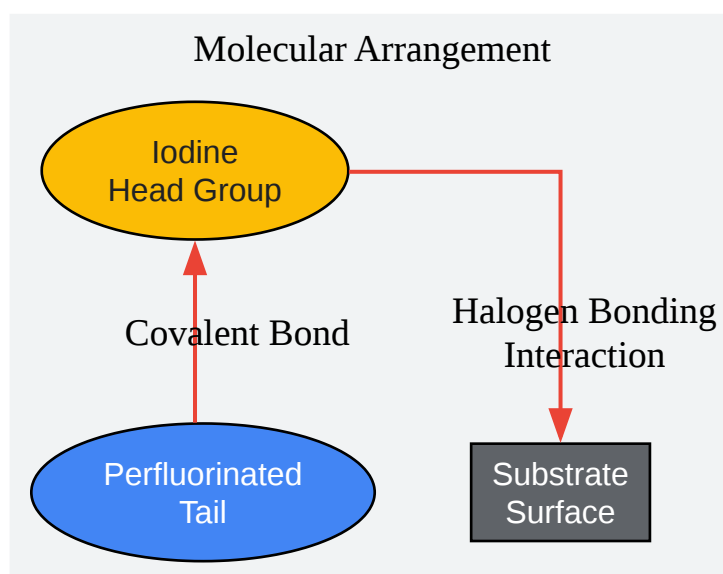 Molecular Arrangement
Iodine
Head Group
Covalent Bond
Halogen Bonding
Interaction
Perfluorinated
Tail
Substrate
Surface